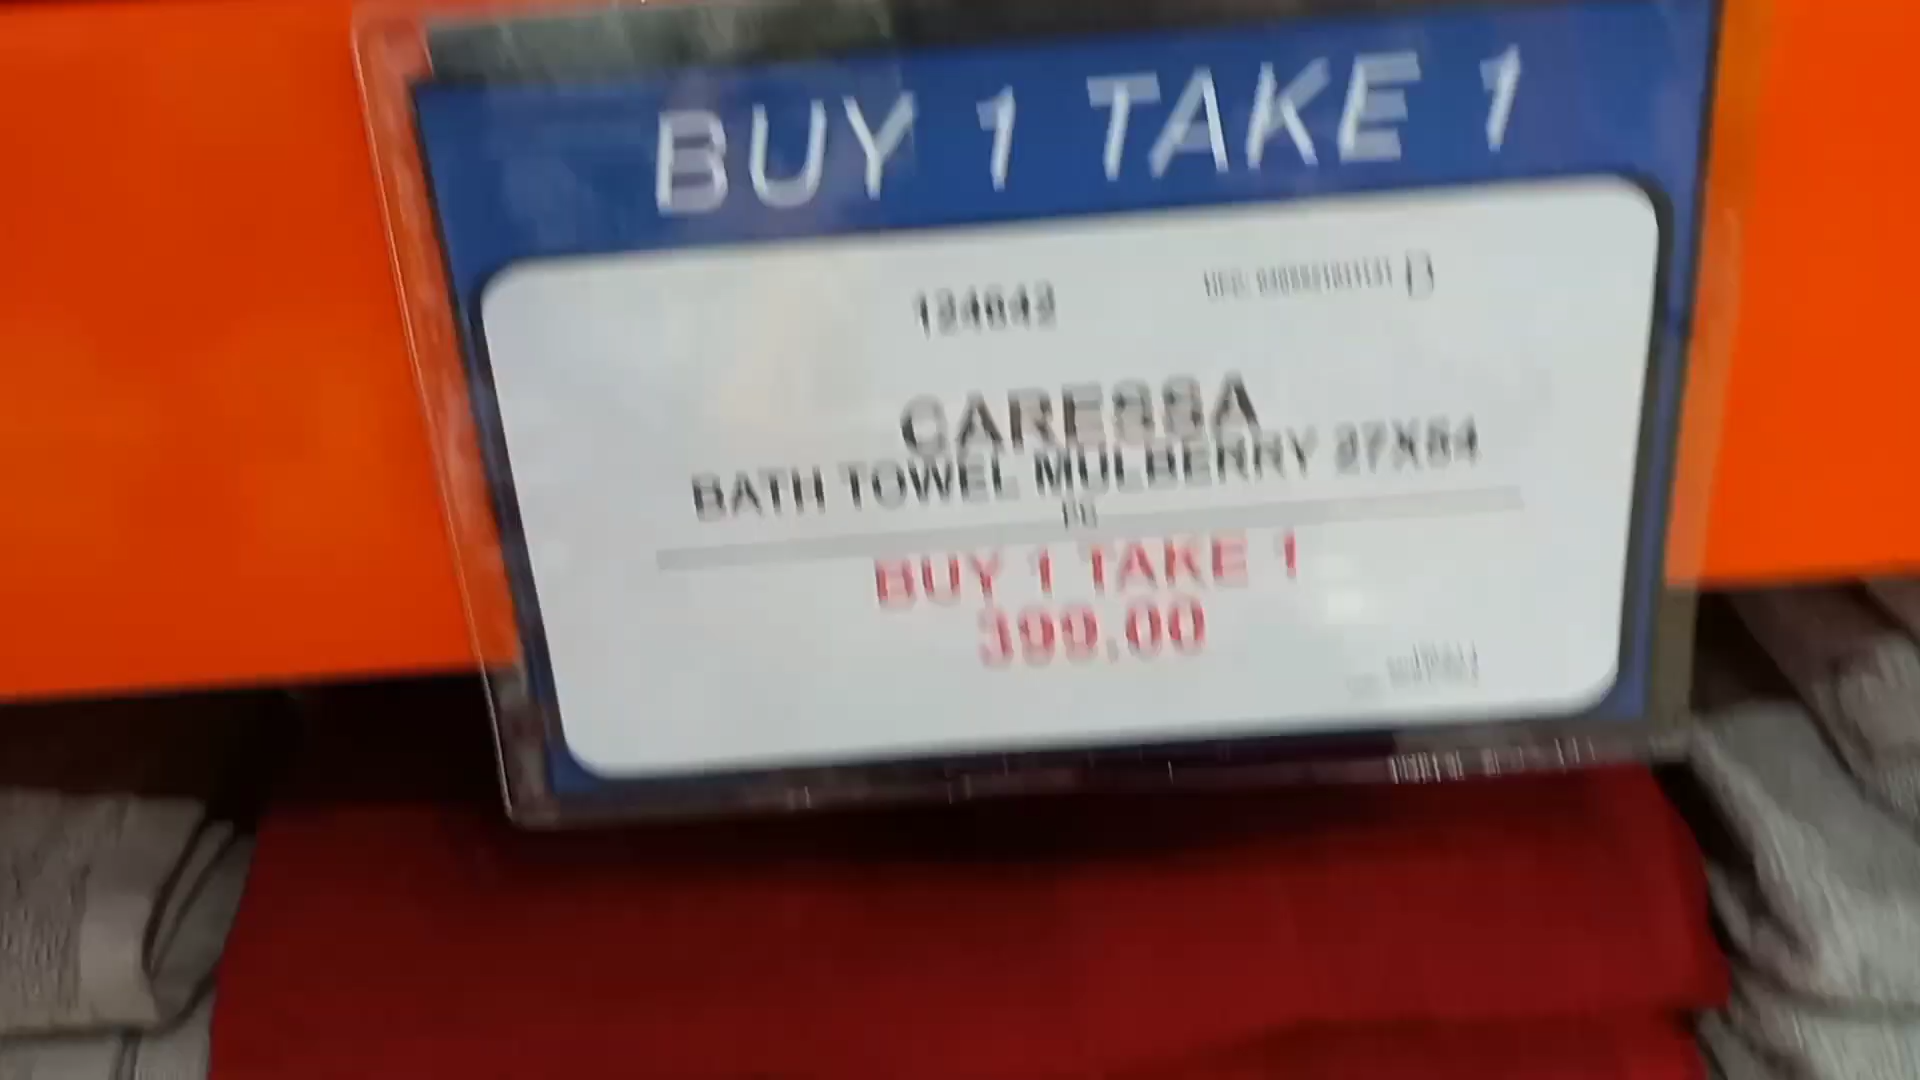 BUY 1 TAKE 1
124642
CARESSA
BATH TOWEL MULBERRY 27X54
BUY 1 TAKE 1
399.00